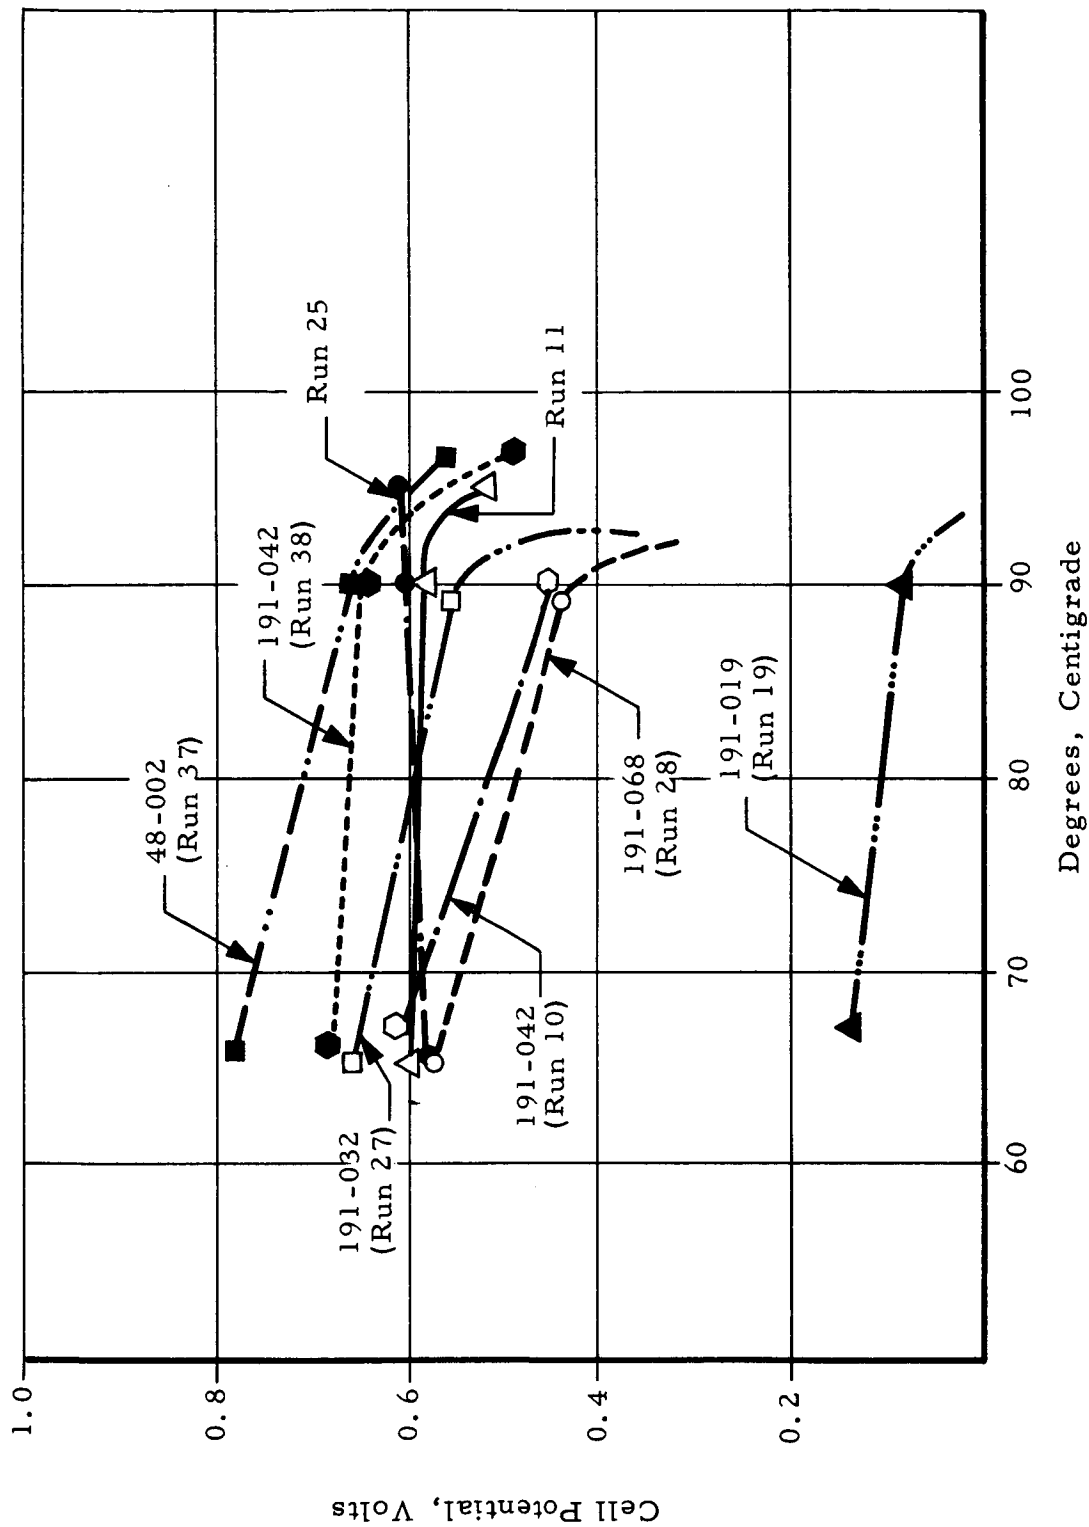 Cell Potential, Volts
1.0
0.8
0.6
0.4
0.2
48-002
(Run 37)
191-042
(Run 38)
Run 25
Run 11
191-032
(Run 27)
191-042
(Run 10)
191-068
(Run 28)
191-019
(Run 19)
60
70
80
90
100
Degrees, Centigrade